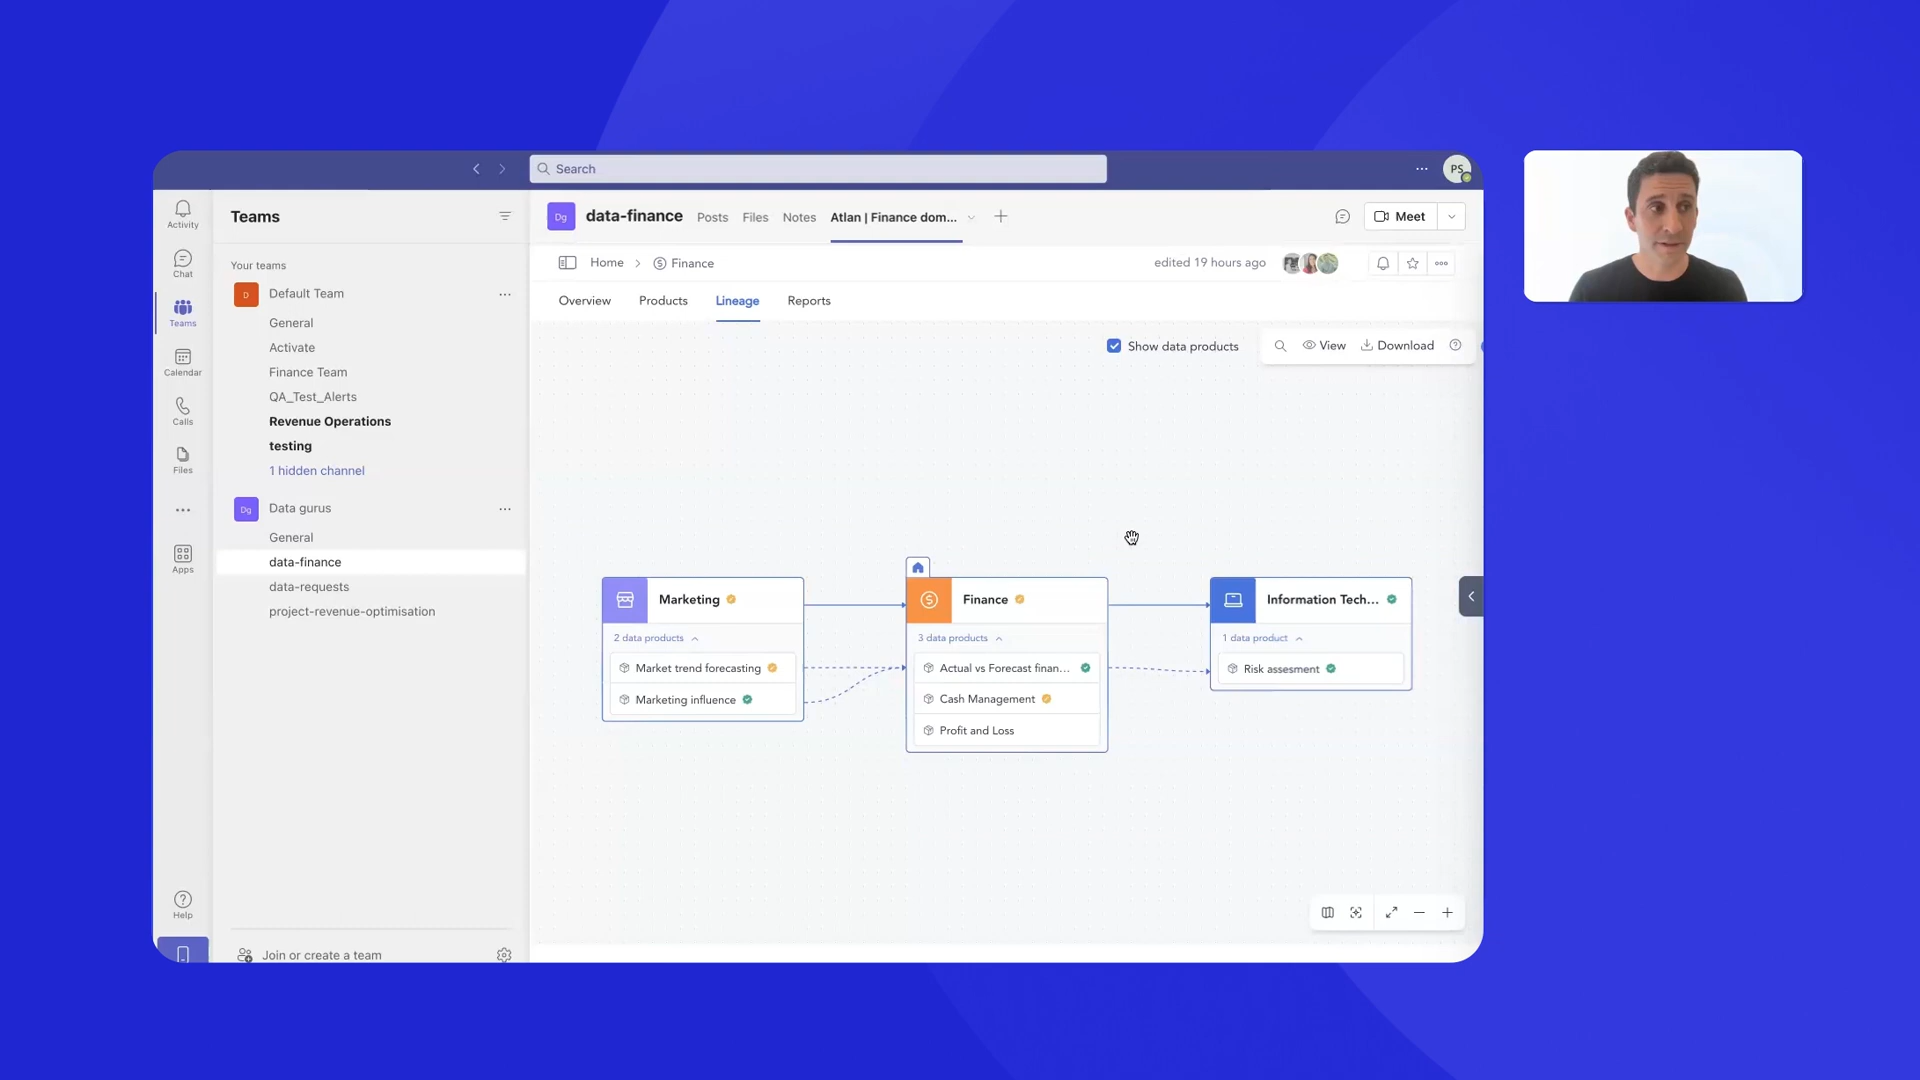 Search
PS
Activity
Chat
Teams
Calendar
Calls
Files
Apps
Help
Teams
Your teams
D
Default Team
General
Activate
Finance Team
QA_Test_Alerts
Revenue Operations
testing
1 hidden channel
Dg
Data gurus
General
data-finance
data-requests
project-revenue-optimisation
Join or create a team
Dg
data-finance
Posts
Files
Notes
Atlan | Finance dom...
Meet
Home
Finance
edited 19 hours ago
Overview
Products
Lineage
Reports
Show data products
View
Download
Marketing
2 data products
Market trend forecasting
Marketing influence
Finance
3 data products
Actual vs Forecast finan...
Cash Management
Profit and Loss
Information Tech...
1 data product
Risk assesment